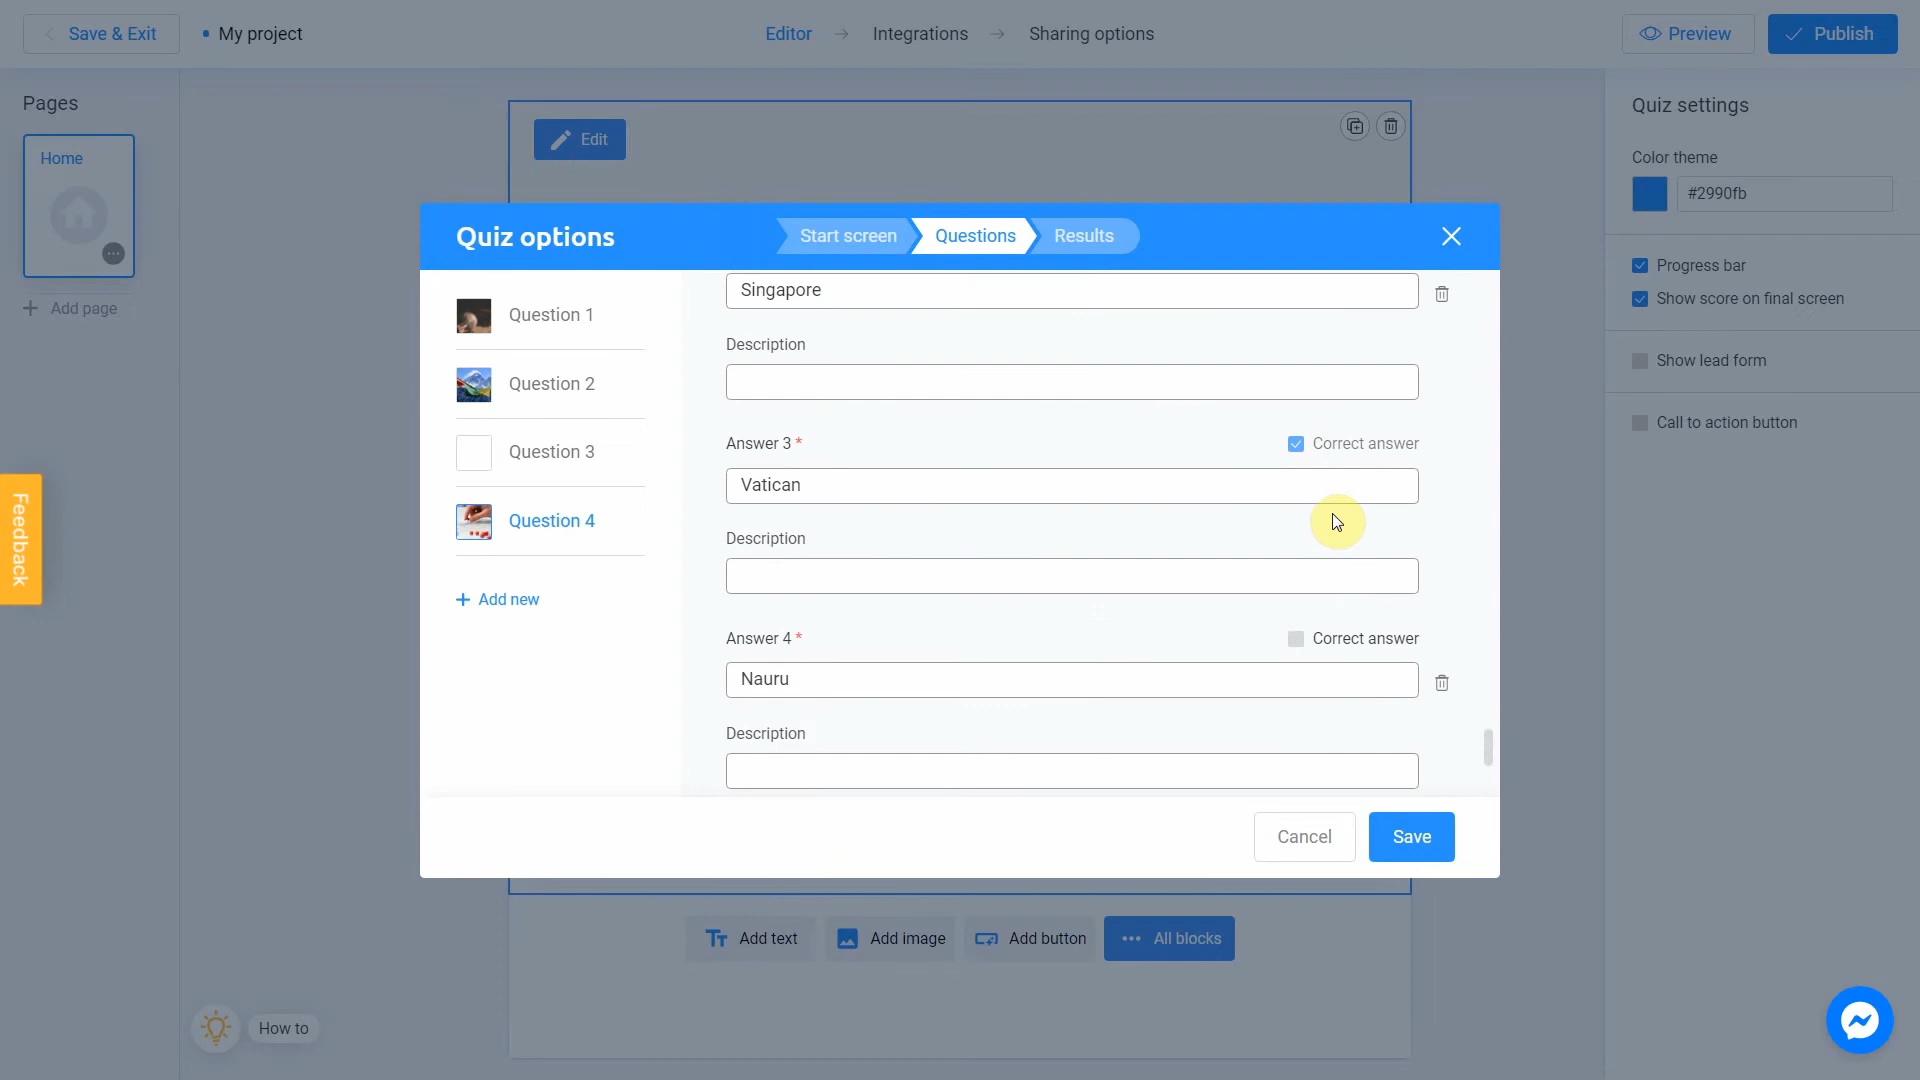 Save & Exit
My project
Editor
Integrations
Sharing options
Preview
Publish
Pages
Home
Add page
Edit
Quiz settings
Color theme
#2990fb
Progress bar
Show score on final screen
Show lead form
Call to action button
Quiz options
Start screen
Questions
Results
Question 1
Question 2
Question 3
Question 4
Add new
Singapore
Description
Answer 3 *
Correct answer
Vatican
Description
Answer 4 *
Correct answer
Nauru
Description
Cancel
Save
Feedback
Add text
Add image
Add button
All blocks
How to